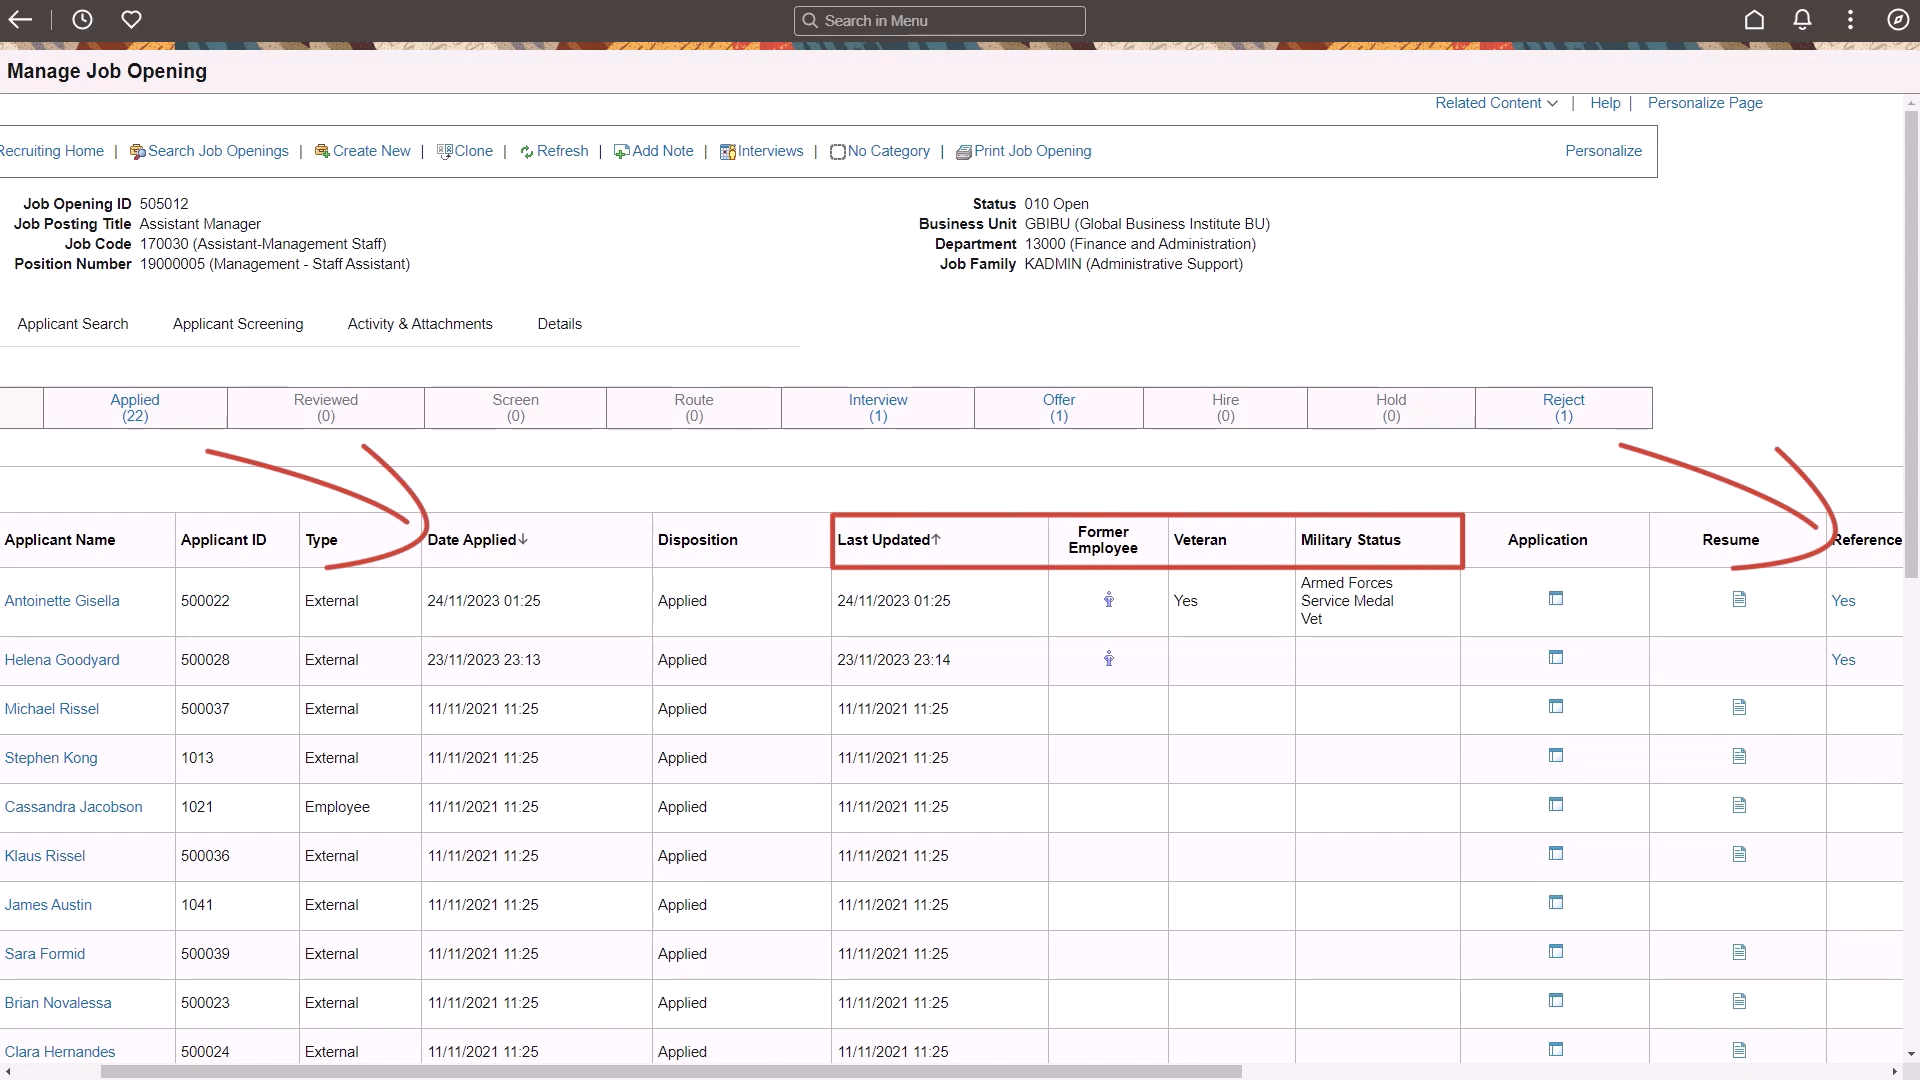 Search in Menu
Manage Job Opening
Related Content | Help | Personalize Page
Recruiting Home | Search Job Openings | Create New | Clone | Refresh | Add Note | Interviews | No Category | Print Job Opening Personalize
Job Opening ID 505012 Status 010 Open
Job Posting Title Assistant Manager Business Unit GBIBU (Global Business Institute BU)
Job Code 170030 (Assistant-Management Staff) Department 13000 (Finance and Administration)
Position Number 19000005 (Management - Staff Assistant) Job Family KADMIN (Administrative Support)
Applicant Search Applicant Screening Activity & Attachments Details
Applied Reviewed Screen Route Interview Offer Hire Hold Reject
(22) (0) (0) (0) (1) (1) (0) (0) (1)
Applicant Name Applicant ID Type Date Applied↓ Disposition Last Updated↑ Former Employee Veteran Military Status Application Resume Reference
Antoinette Gisella 500022 External 24/11/2023 01:25 Applied 24/11/2023 01:25 Yes Armed Forces Service Medal Vet Yes
Helena Goodyard 500028 External 23/11/2023 23:13 Applied 23/11/2023 23:14 Yes
Michael Rissel 500037 External 11/11/2021 11:25 Applied 11/11/2021 11:25
Stephen Kong 1013 External 11/11/2021 11:25 Applied 11/11/2021 11:25
Cassandra Jacobson 1021 Employee 11/11/2021 11:25 Applied 11/11/2021 11:25
Klaus Rissel 500036 External 11/11/2021 11:25 Applied 11/11/2021 11:25
James Austin 1041 External 11/11/2021 11:25 Applied 11/11/2021 11:25
Sara Formid 500039 External 11/11/2021 11:25 Applied 11/11/2021 11:25
Brian Novalessa 500023 External 11/11/2021 11:25 Applied 11/11/2021 11:25
Clara Hernandes 500024 External 11/11/2021 11:25 Applied 11/11/2021 11:25